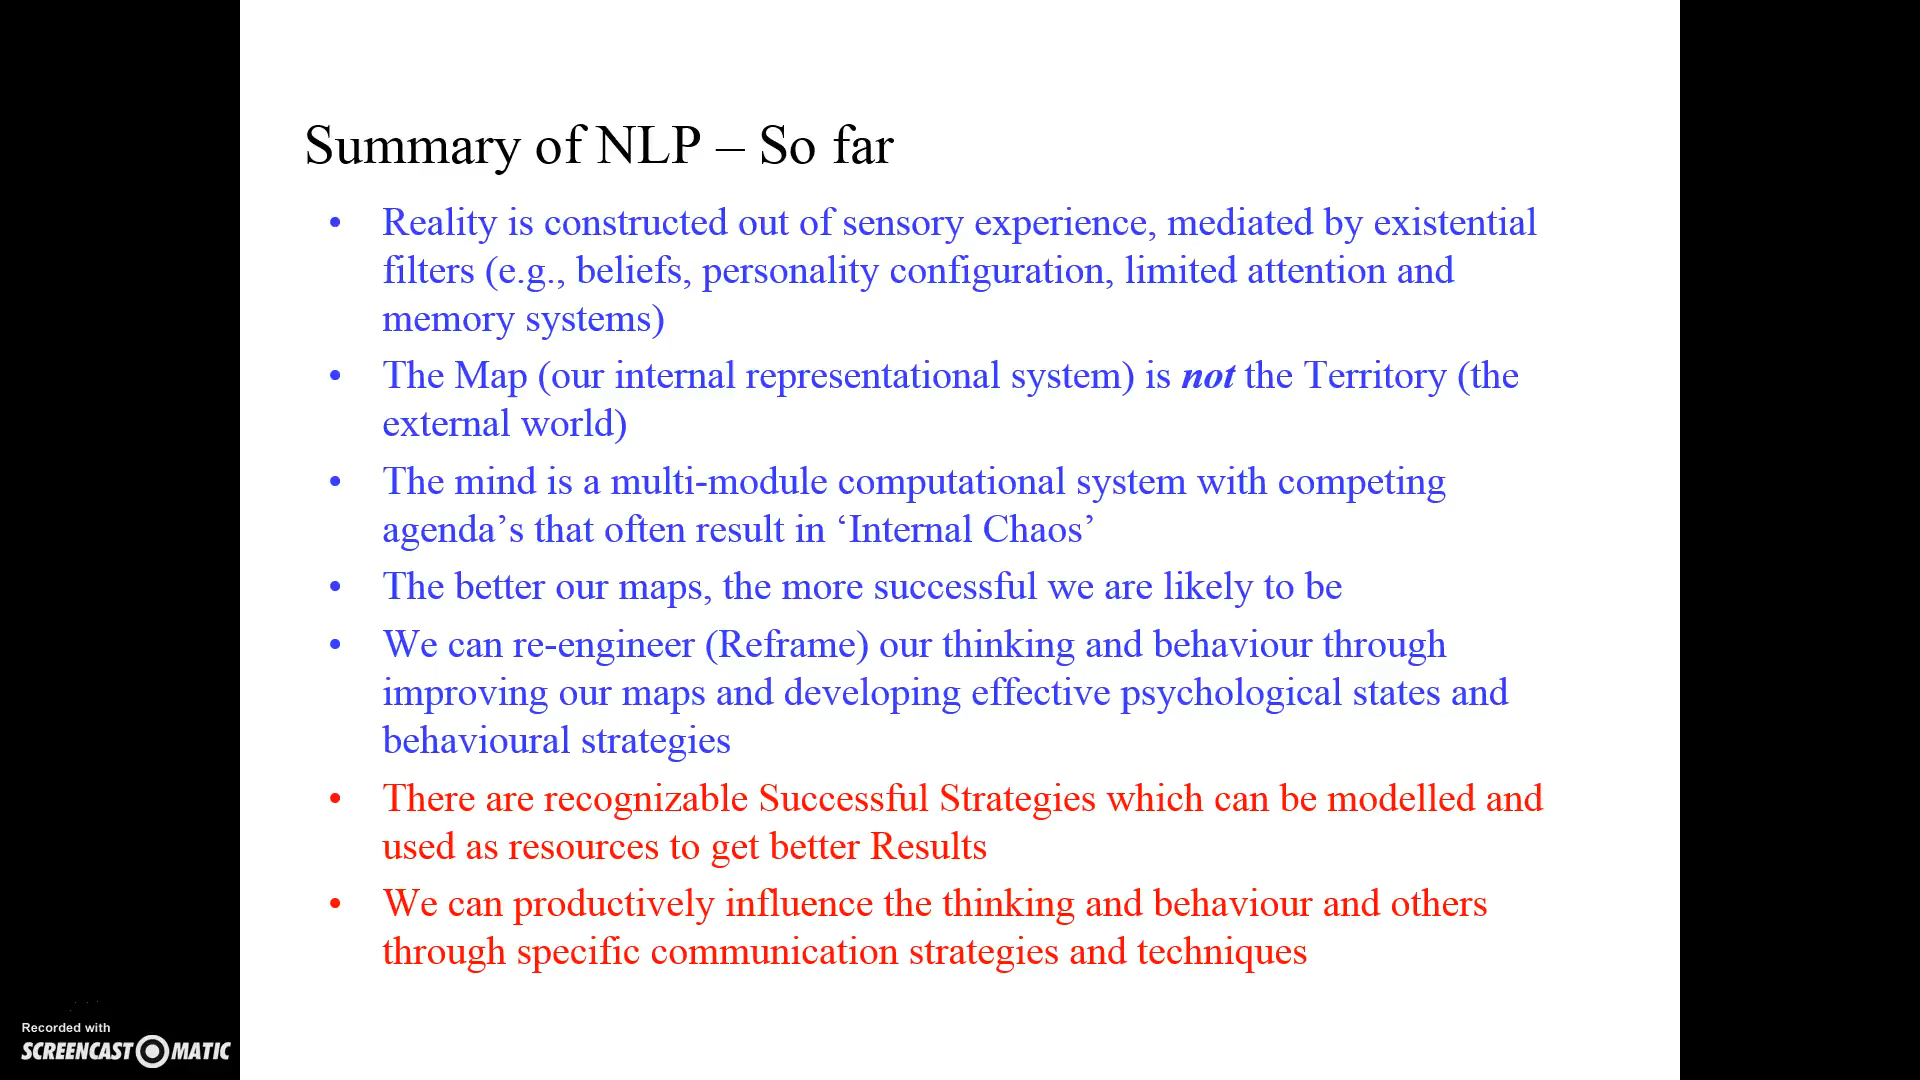 Summary of NLP – So far
• Reality is constructed out of sensory experience, mediated by existential
filters (e.g., beliefs, personality configuration, limited attention and
memory systems)
• The Map (our internal representational system) is not the Territory (the
external world)
• The mind is a multi-module computational system with competing
agenda’s that often result in ‘Internal Chaos’
• The better our maps, the more successful we are likely to be
• We can re-engineer (Reframe) our thinking and behaviour through
improving our maps and developing effective psychological states and
behavioural strategies
• There are recognizable Successful Strategies which can be modelled and
used as resources to get better Results
• We can productively influence the thinking and behaviour and others
through specific communication strategies and techniques
Recorded with
SCREENCAST MATIC